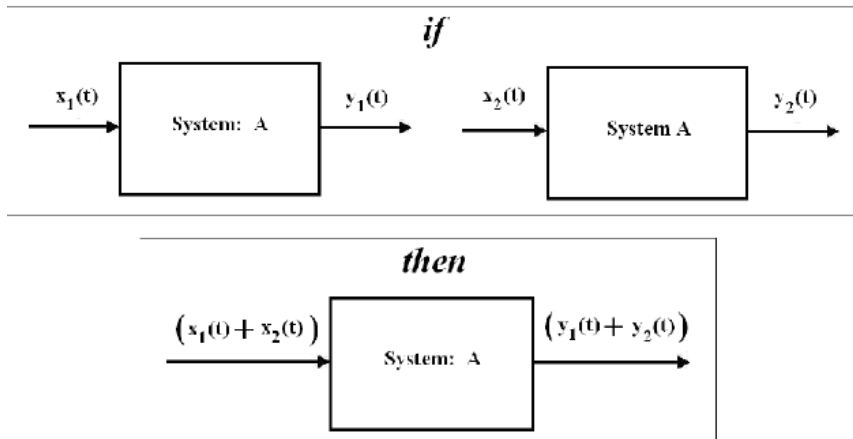 if
x₁(t)
System: A
y₁(t)
x₂(t)
System A
y₂(t)
then
(x₁(t) + x₂(t))
System: A
(y₁(t) + y₂(t))